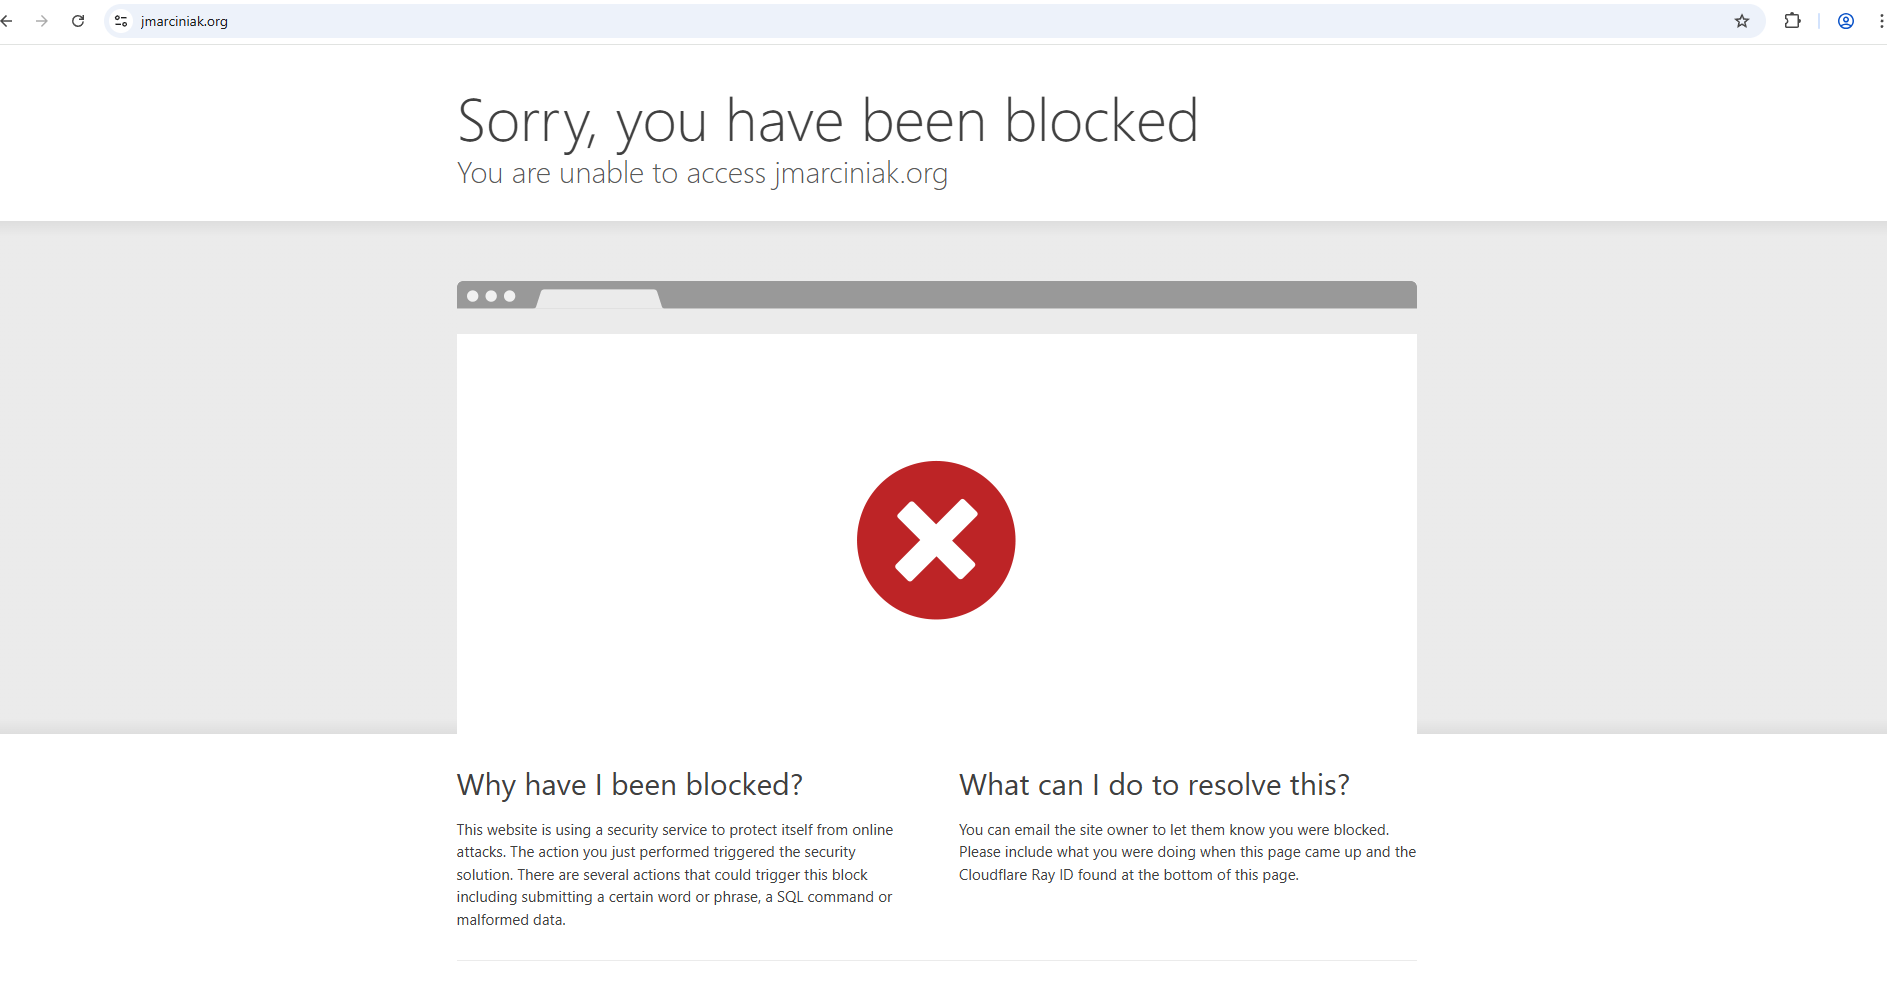 jmarciniak.org
Sorry, you have been blocked
You are unable to access jmarciniak.org
Why have I been blocked?
This website is using a security service to protect itself from online
attacks. The action you just performed triggered the security
solution. There are several actions that could trigger this block
including submitting a certain word or phrase, a SQL command or
malformed data.
What can I do to resolve this?
You can email the site owner to let them know you were blocked.
Please include what you were doing when this page came up and the
Cloudflare Ray ID found at the bottom of this page.